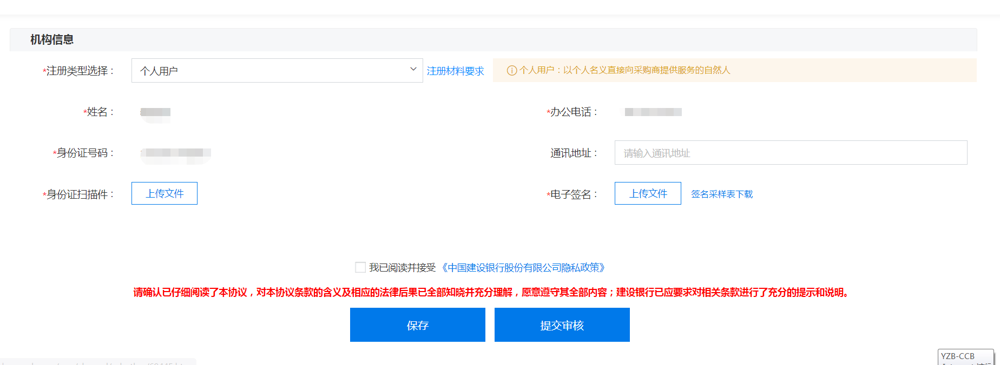 机构信息
*注册类型选择：
个人用户
注册材料要求
个人用户：以个人名义直接向采购商提供服务的自然人
*姓名：
*办公电话：
*身份证号码：
通讯地址：
请输入通讯地址
*身份证扫描件：
上传文件
*电子签名：
上传文件
签名采样表下载
我已阅读并接受《中国建设银行股份有限公司隐私政策》
请确认已仔细阅读了本协议，对本协议条款的含义及相应的法律后果已全部知晓并充分理解，愿意遵守其全部内容；建设银行已应要求对相关条款进行了充分的提示和说明。
保存
提交审核
YZB-CCB